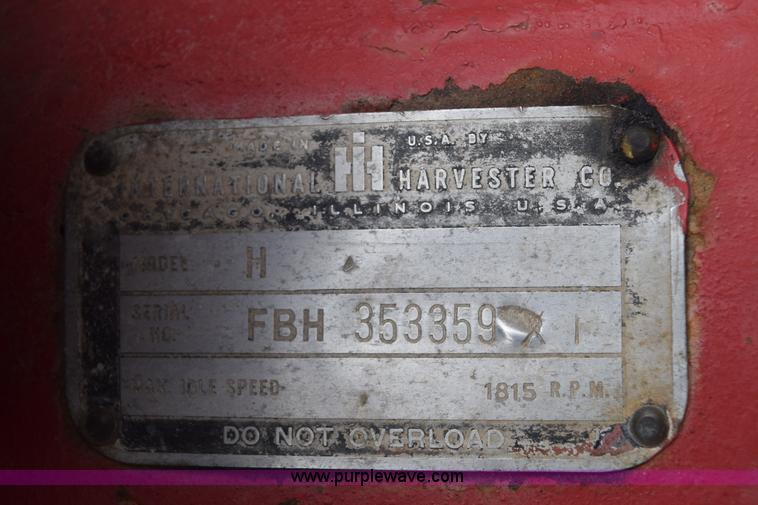 MADE IN IH U.S.A. BY
INTERNATIONAL HARVESTER CO.
CHICAGO, ILLINOIS U.S.A.
MODEL H
SERIAL NO. FBH 353359 X 1
MAX. IDLE SPEED 1815 R.P.M.
DO NOT OVERLOAD
www.purplewave.com